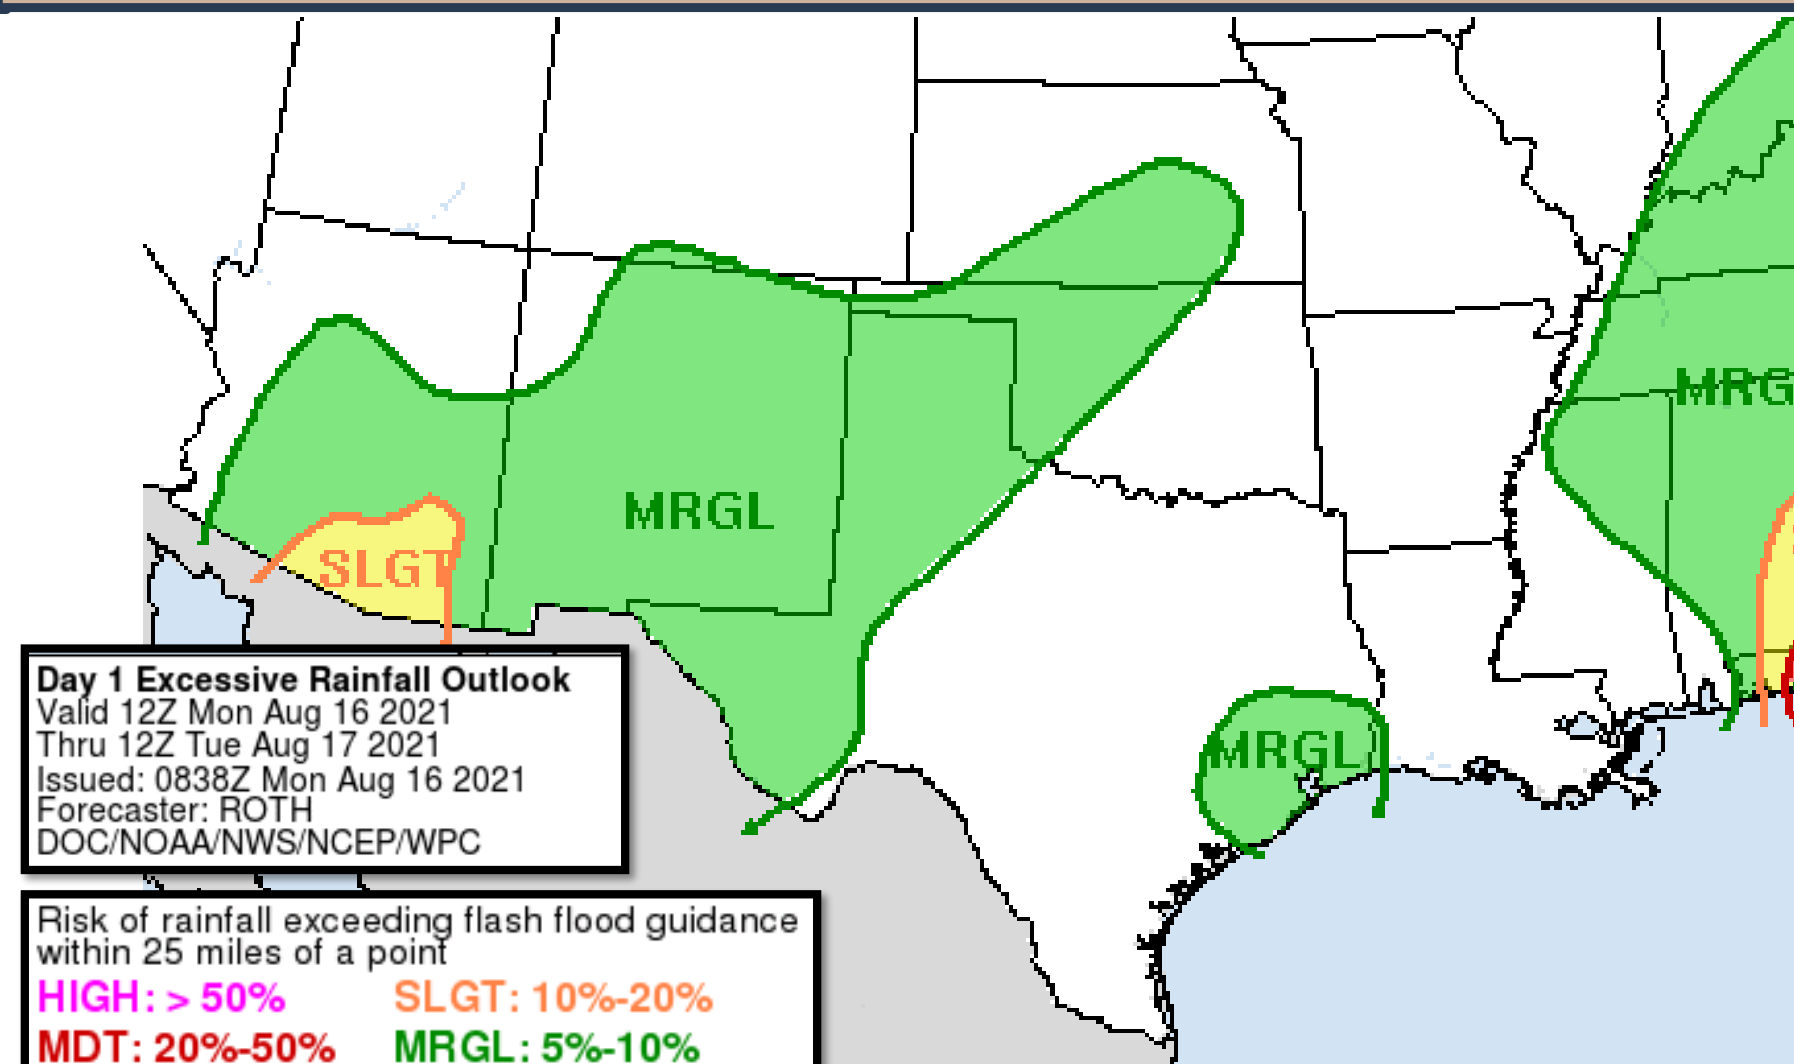 MRG
MRGL
SLGT
MRGL
Day 1 Excessive Rainfall Outlook
Valid 12Z Mon Aug 16 2021
Thru 12Z Tue Aug 17 2021
Issued: 0838Z Mon Aug 16 2021
Forecaster: ROTH
DOC/NOAA/NWS/NCEP/WPC
Risk of rainfall exceeding flash flood guidance
within 25 miles of a point
HIGH: > 50% SLGT: 10%-20%
MDT: 20%-50% MRGL: 5%-10%